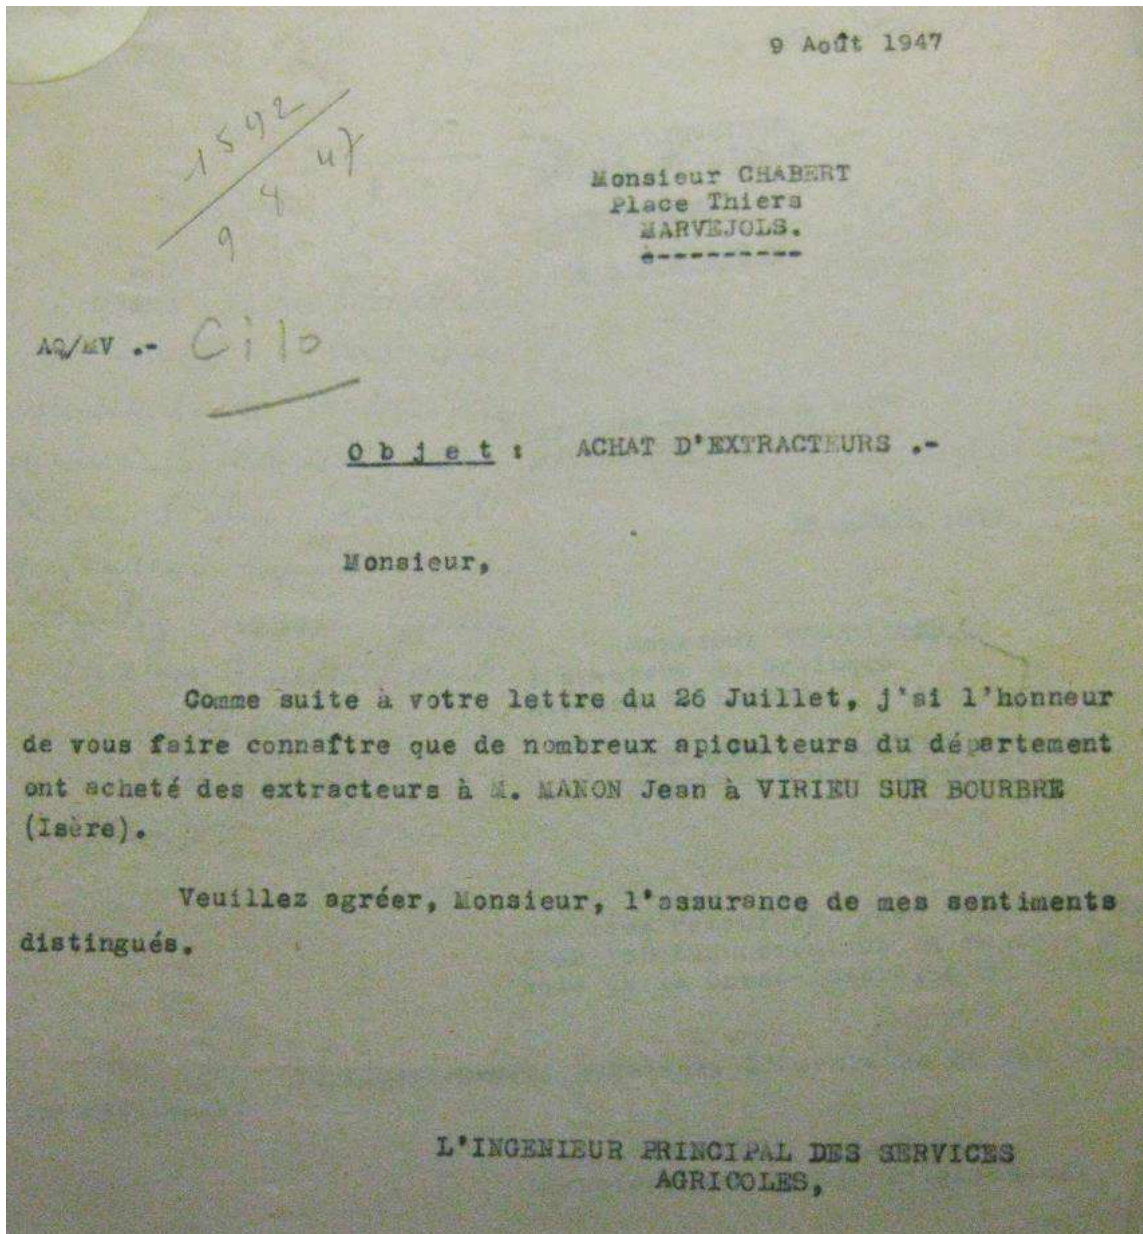 9 Août 1947
1592
9 8 47
Monsieur CHABERT
Place Thiers
MARVEJOLS.
è---------
AQ/MV .- Cilo
O b j e t : ACHAT D'EXTRACTEURS .-
Monsieur,
Comme suite à votre lettre du 26 Juillet, j'ai l'honneur
de vous faire connaître que de nombreux apiculteurs du département
ont acheté des extracteurs à M. MANON Jean à VIRIEU SUR BOURBRE
(Isère).
Veuillez agréer, Monsieur, l'assurance de mes sentiments
distingués.
L'INGENIEUR PRINCIPAL DES SERVICES
AGRICOLES,